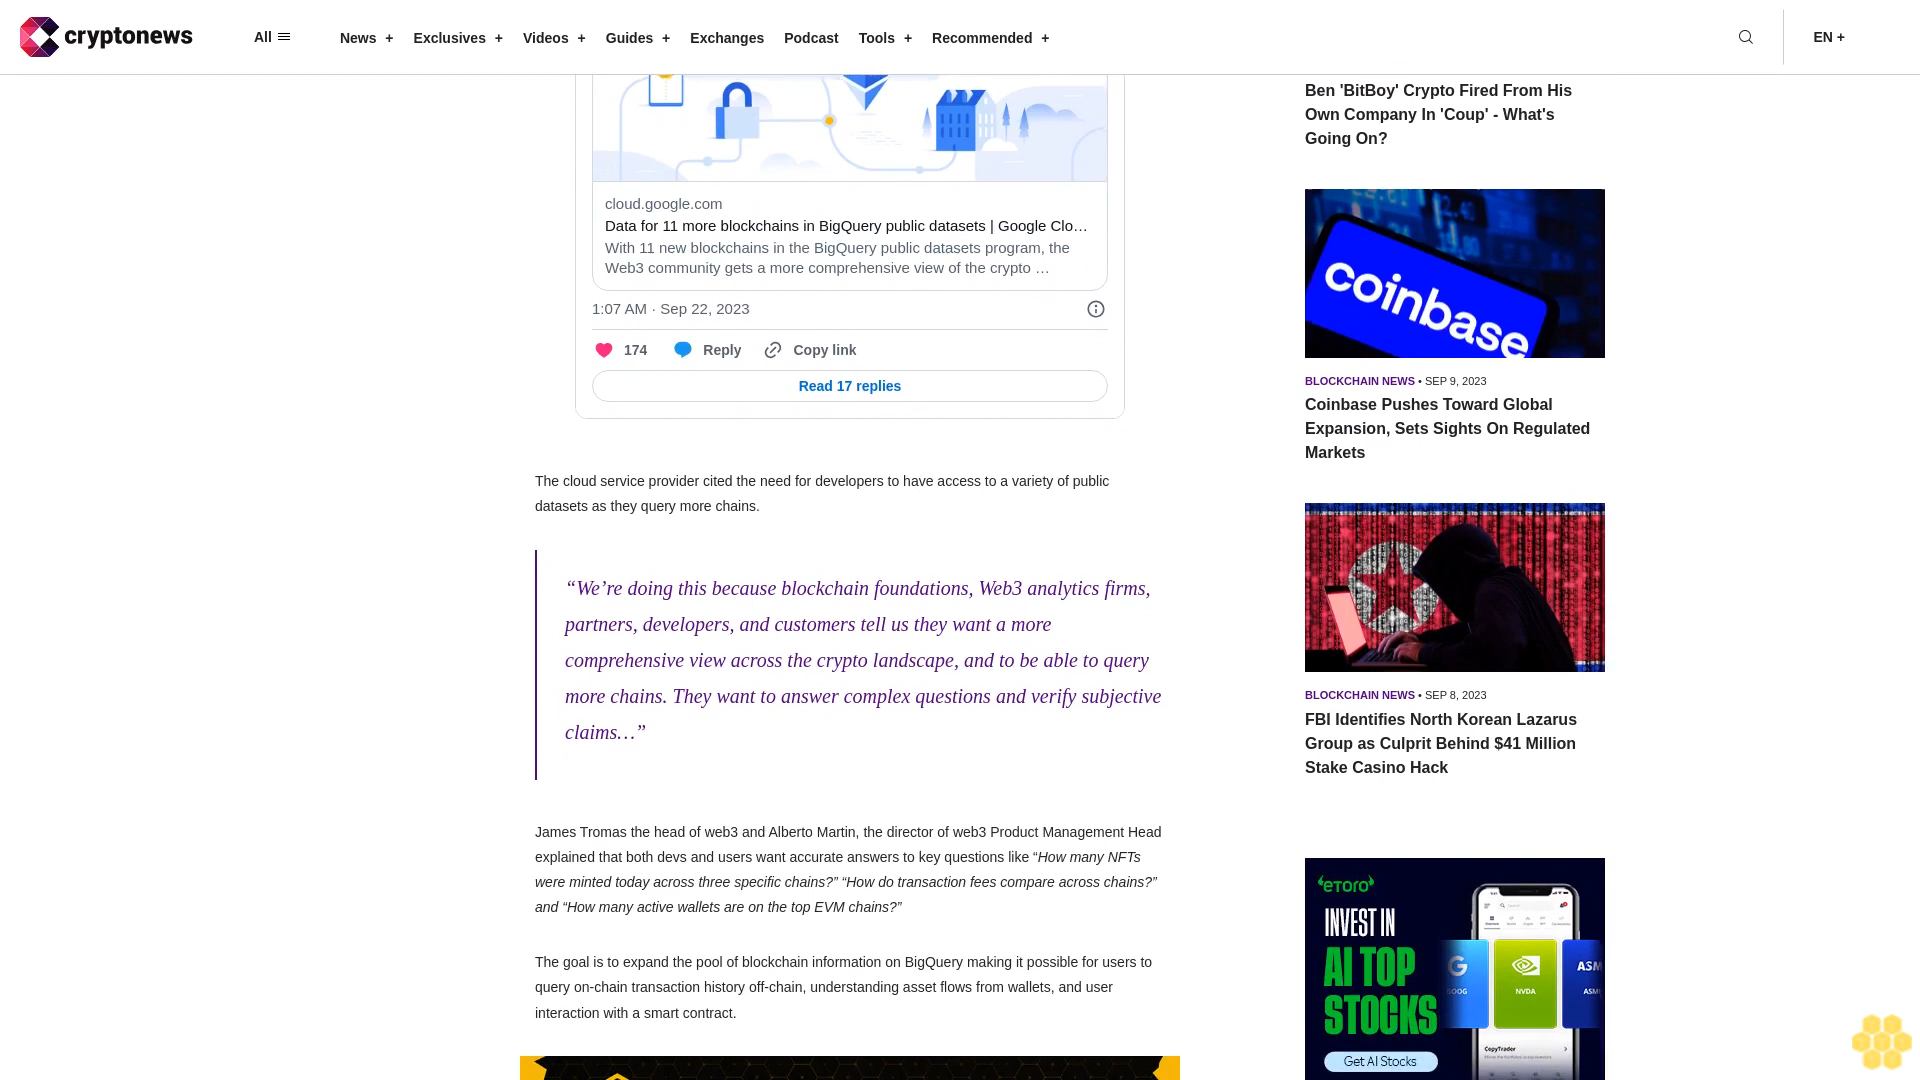 cryptonews
All
News +
Exclusives +
Videos +
Guides +
Exchanges
Podcast
Tools +
Recommended +
EN +
cloud.google.com
Data for 11 more blockchains in BigQuery public datasets | Google Clo…
With 11 new blockchains in the BigQuery public datasets program, the
Web3 community gets a more comprehensive view of the crypto …
1:07 AM · Sep 22, 2023
174
Reply
Copy link
Read 17 replies
The cloud service provider cited the need for developers to have access to a variety of public
datasets as they query more chains.
“We’re doing this because blockchain foundations, Web3 analytics firms,
partners, developers, and customers tell us they want a more
comprehensive view across the crypto landscape, and to be able to query
more chains. They want to answer complex questions and verify subjective
claims…”
James Tromas the head of web3 and Alberto Martin, the director of web3 Product Management Head
explained that both devs and users want accurate answers to key questions like “How many NFTs
were minted today across three specific chains?” “How do transaction fees compare across chains?”
and “How many active wallets are on the top EVM chains?”
The goal is to expand the pool of blockchain information on BigQuery making it possible for users to
query on-chain transaction history off-chain, understanding asset flows from wallets, and user
interaction with a smart contract.
Ben 'BitBoy' Crypto Fired From His
Own Company In 'Coup' - What's
Going On?
coinbase
BLOCKCHAIN NEWS • SEP 9, 2023
Coinbase Pushes Toward Global
Expansion, Sets Sights On Regulated
Markets
BLOCKCHAIN NEWS • SEP 8, 2023
FBI Identifies North Korean Lazarus
Group as Culprit Behind $41 Million
Stake Casino Hack
eTORO
INVEST IN
AI TOP
STOCKS
Get AI Stocks
GOOG
NVDA
ASM
ASM
CopyTrader